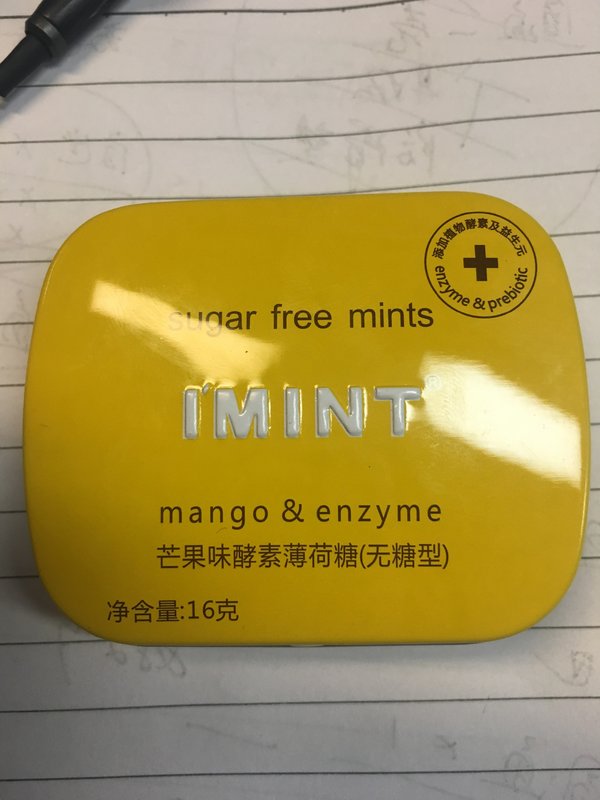 添加植物酵素及益生元
enzyme & prebiotic
sugar free mints
I'MINT®
mango & enzyme
芒果味酵素薄荷糖(无糖型)
净含量:16克